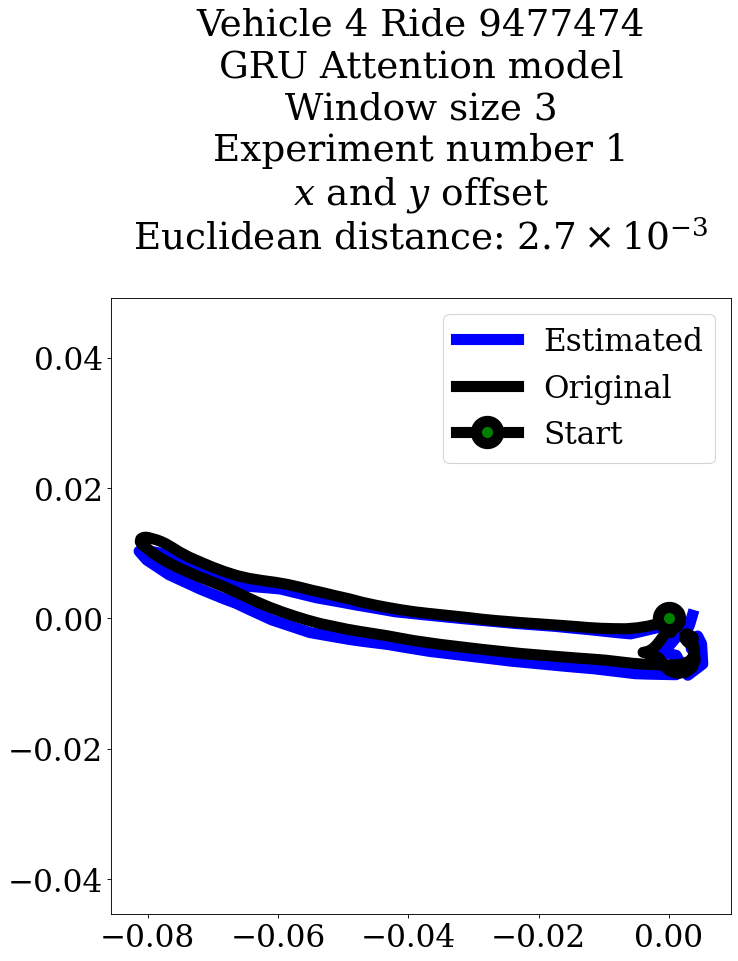 Vehicle 4 Ride 9477474
GRU Attention model
Window size 3
Experiment number 1
x and y offset
Euclidean distance: 2.7 × 10⁻³
Estimated
Original
Start
0.04
0.02
0.00
−0.02
−0.04
−0.08 −0.06 −0.04 −0.02 0.00